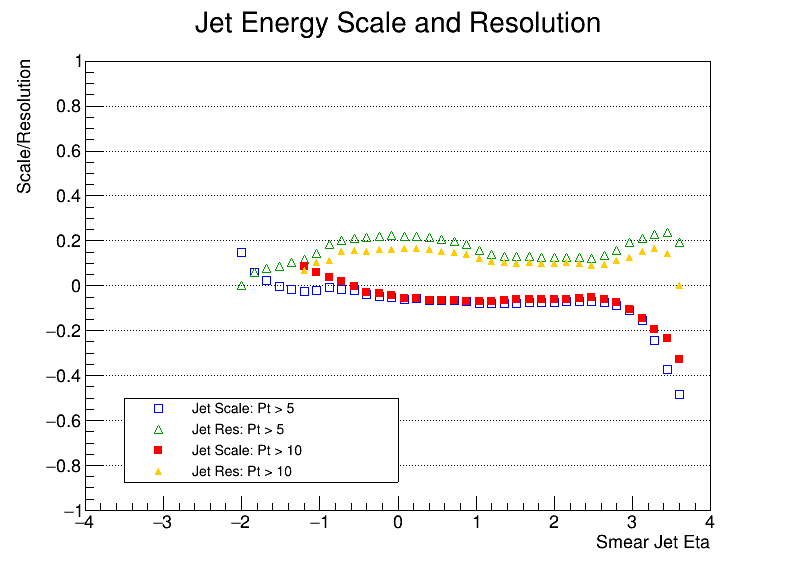 Jet Energy Scale and Resolution
Scale/Resolution
1
0.8
0.6
0.4
0.2
0
−0.2
−0.4
−0.6
−0.8
−1
Jet Scale: Pt > 5
Jet Res: Pt > 5
Jet Scale: Pt > 10
Jet Res: Pt > 10
−4 −3 −2 −1 0 1 2 3 4
Smear Jet Eta